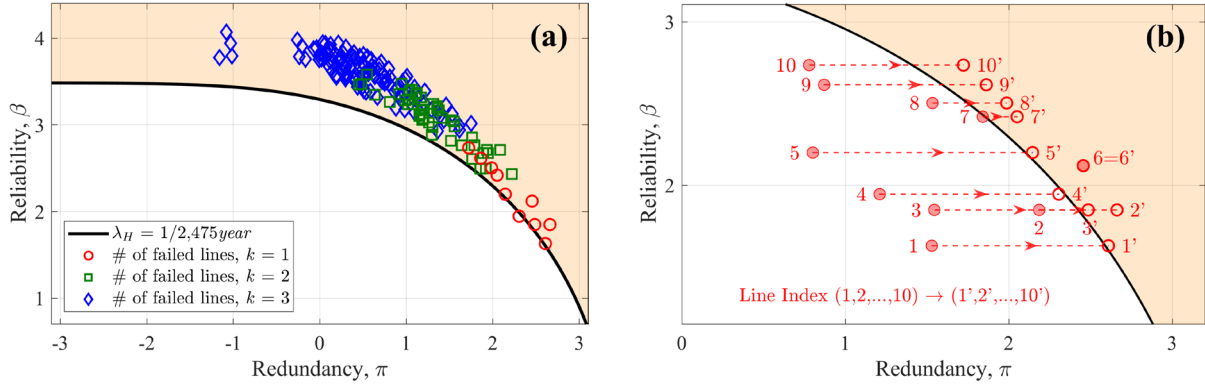 (a)
Reliability, β
4
3
2
1
λ_H = 1/2,475year
# of failed lines, k = 1
# of failed lines, k = 2
# of failed lines, k = 3
-3 -2 -1 0 1 2 3
Redundancy, π
(b)
Reliability, β
3
2
10 10'
9 9'
8 8'
7 7'
5 5'
6=6'
4 4'
3 2 3' 2'
1 1'
Line Index (1,2,...,10) → (1',2',...,10')
0 1 2 3
Redundancy, π